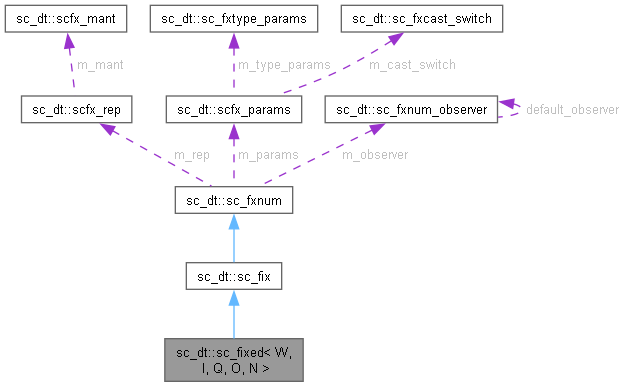 sc_dt::scfx_mant
sc_dt::sc_fxtype_params
sc_dt::sc_fxcast_switch
m_mant
m_type_params
m_cast_switch
sc_dt::scfx_rep
sc_dt::scfx_params
sc_dt::sc_fxnum_observer
default_observer
m_rep
m_params
m_observer
sc_dt::sc_fxnum
sc_dt::sc_fix
sc_dt::sc_fixed< W,
I, Q, O, N >